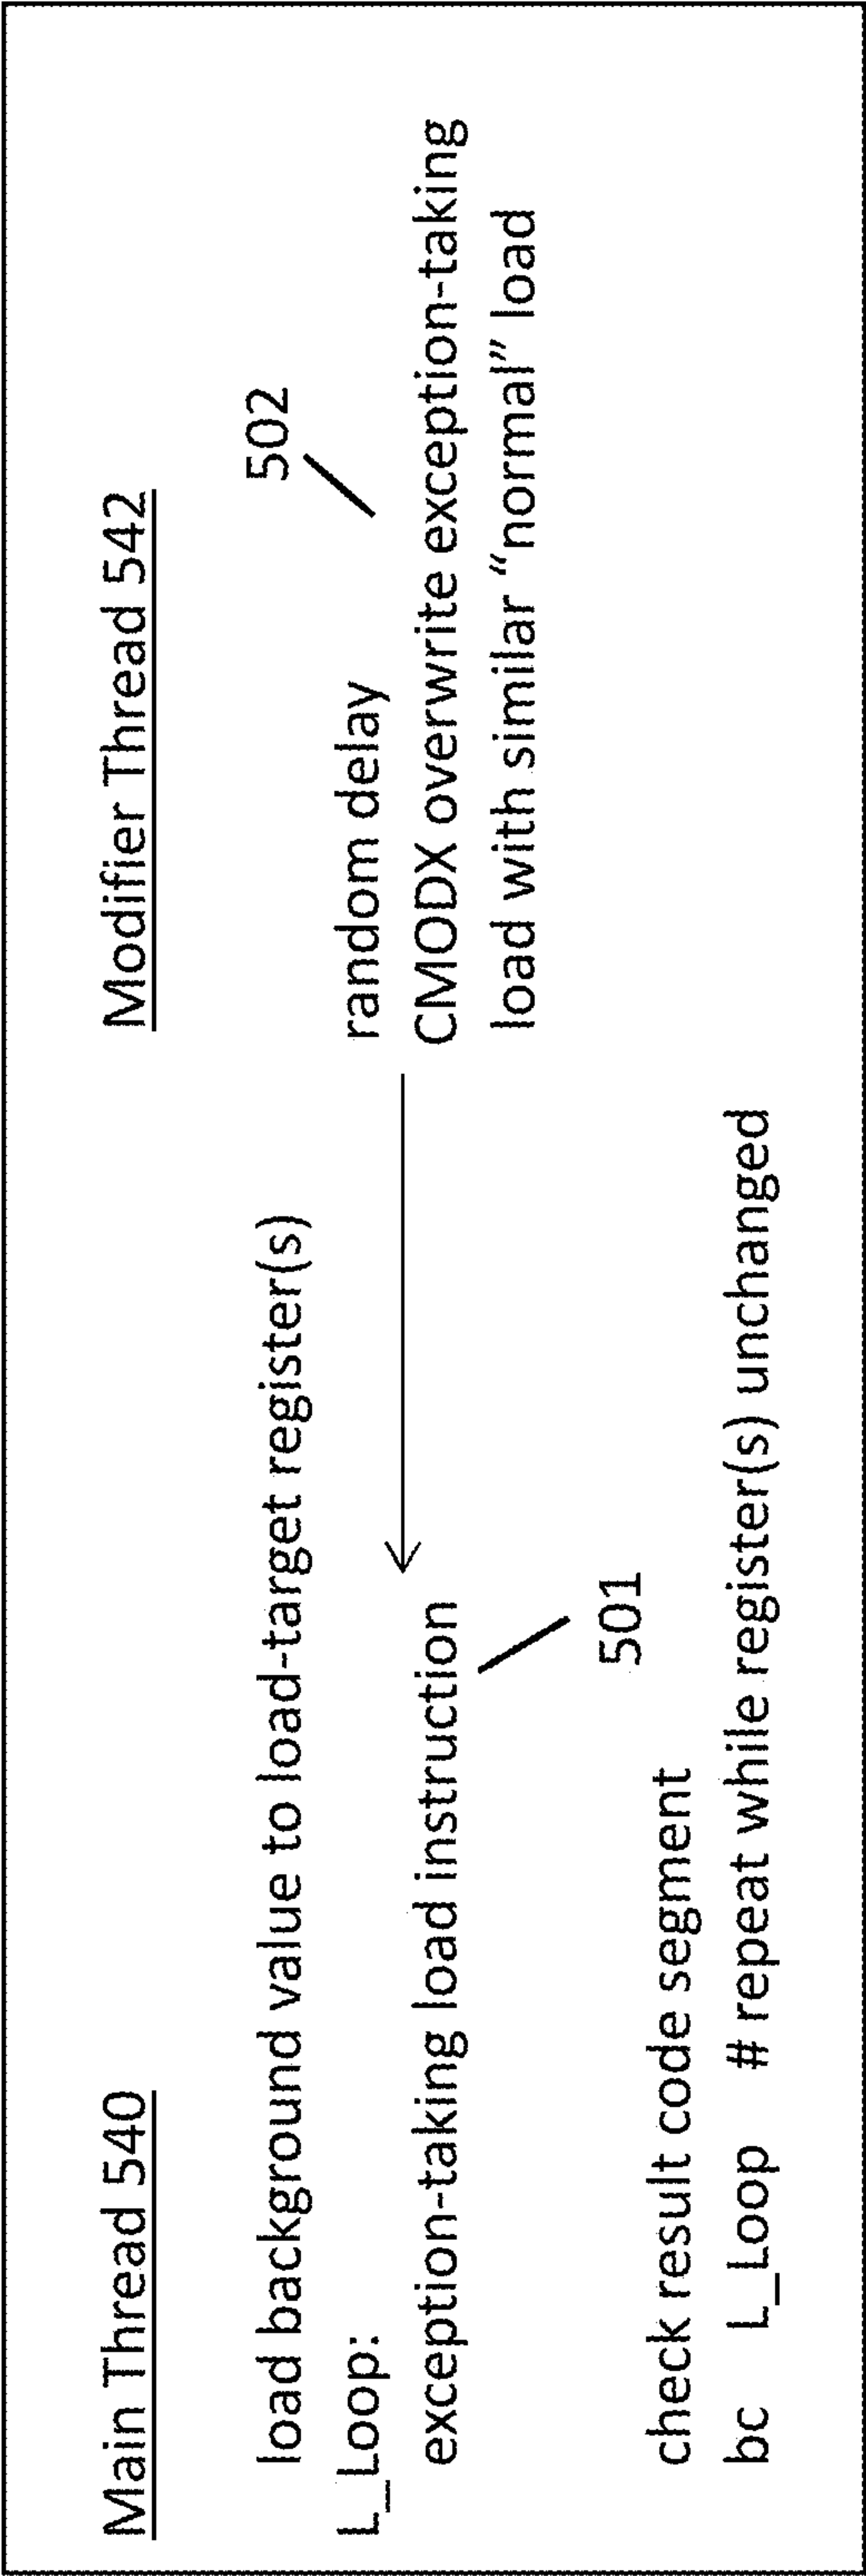 Main Thread 540
load background value to load-target register(s)
L_Loop:
exception-taking load instruction
501
check result code segment
bc L_Loop # repeat while register(s) unchanged
Modifier Thread 542
502
random delay
CMODX overwrite exception-taking
load with similar “normal” load